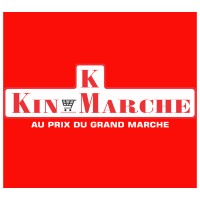 K
KIN MARCHE
AU PRIX DU GRAND MARCHE